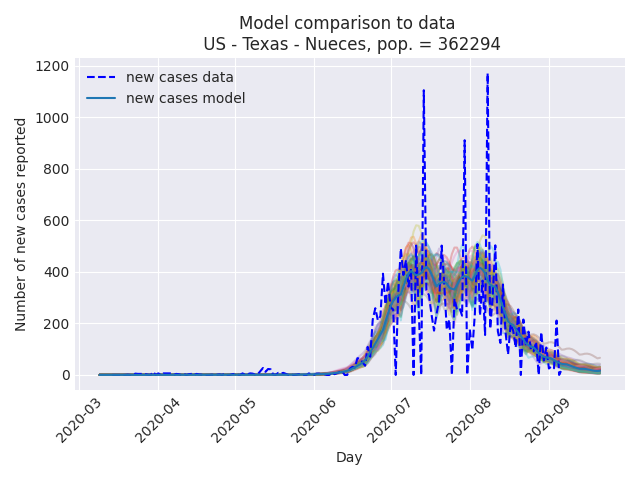 Model comparison to data
US - Texas - Nueces, pop. = 362294
new cases data
new cases model
Number of new cases reported
1200
1000
800
600
400
200
0
2020-03
2020-04
2020-05
2020-06
2020-07
2020-08
2020-09
Day